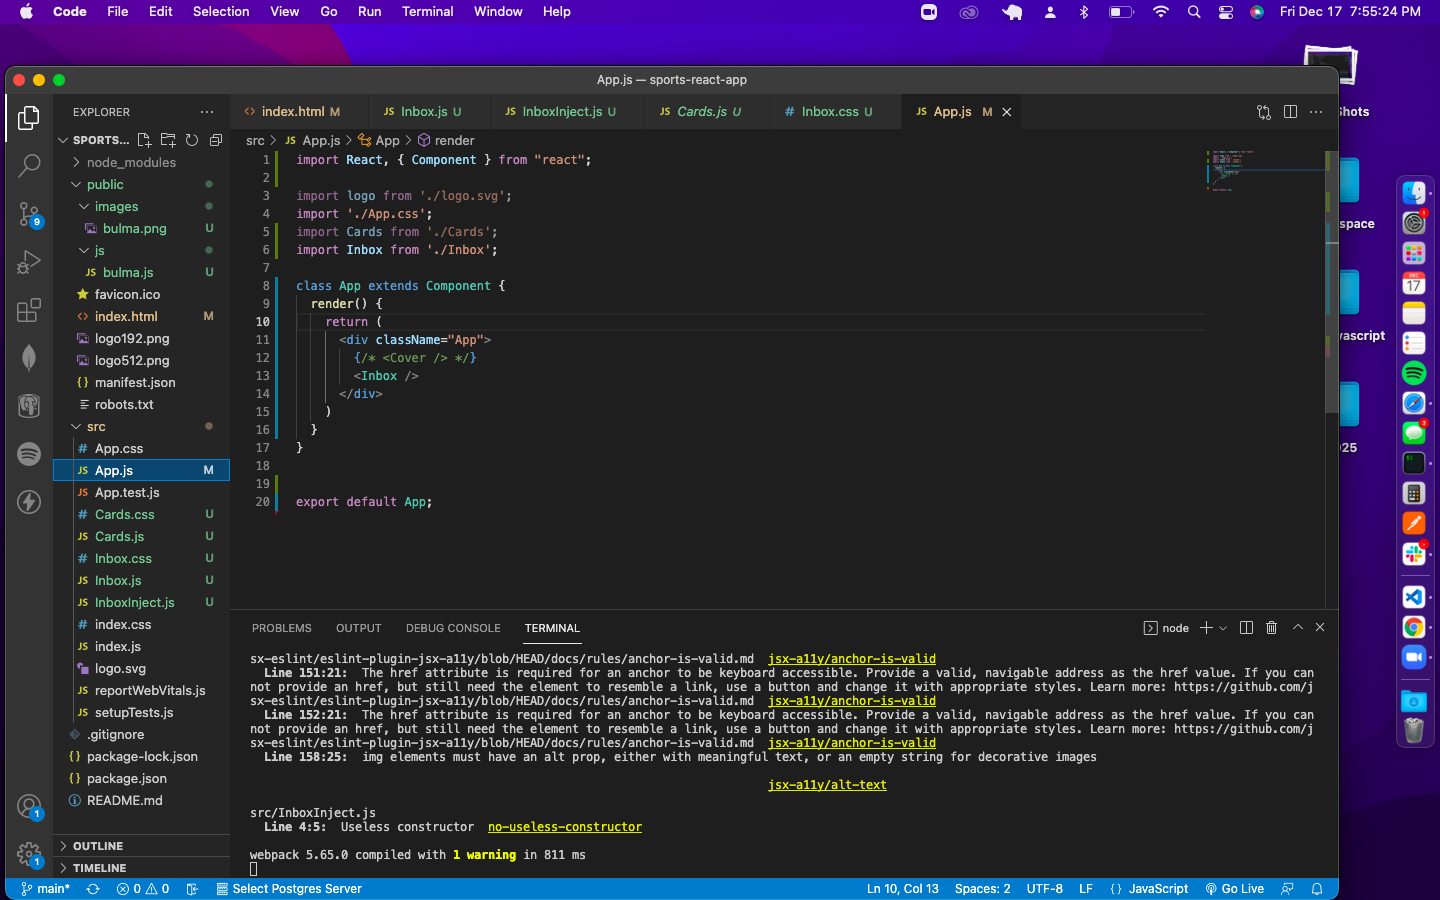 Code File Edit Selection View Go Run Terminal Window Help Fri Dec 17 7:55:24 PM
App.js — sports-react-app
EXPLORER
index.html M
JS Inbox.js U
JS InboxInject.js U
JS Cards.js U
# Inbox.css U
JS App.js M
SPORTS...
node_modules
public
images
bulma.png U
js
JS bulma.js U
favicon.ico
index.html M
logo192.png
logo512.png
manifest.json
robots.txt
src
# App.css
JS App.js M
JS App.test.js
# Cards.css U
JS Cards.js U
# Inbox.css U
JS Inbox.js U
JS InboxInject.js U
# index.css
JS index.js
logo.svg
JS reportWebVitals.js
JS setupTests.js
.gitignore
package-lock.json
package.json
README.md
OUTLINE
TIMELINE
9
1
1
src > JS App.js > App > render
1 import React, { Component } from "react";
2
3 import logo from './logo.svg';
4 import './App.css';
5 import Cards from './Cards';
6 import Inbox from './Inbox';
7
8 class App extends Component {
9 render() {
10 return (
11 <div className="App">
12 {/* <Cover /> */}
13 <Inbox />
14 </div>
15 )
16 }
17 }
18
19
20 export default App;
PROBLEMS OUTPUT DEBUG CONSOLE TERMINAL
node
sx-eslint/eslint-plugin-jsx-a11y/blob/HEAD/docs/rules/anchor-is-valid.md jsx-a11y/anchor-is-valid
Line 151:21: The href attribute is required for an anchor to be keyboard accessible. Provide a valid, navigable address as the href value. If you can
not provide an href, but still need the element to resemble a link, use a button and change it with appropriate styles. Learn more: https://github.com/j
sx-eslint/eslint-plugin-jsx-a11y/blob/HEAD/docs/rules/anchor-is-valid.md jsx-a11y/anchor-is-valid
Line 152:21: The href attribute is required for an anchor to be keyboard accessible. Provide a valid, navigable address as the href value. If you can
not provide an href, but still need the element to resemble a link, use a button and change it with appropriate styles. Learn more: https://github.com/j
sx-eslint/eslint-plugin-jsx-a11y/blob/HEAD/docs/rules/anchor-is-valid.md jsx-a11y/anchor-is-valid
Line 158:25: img elements must have an alt prop, either with meaningful text, or an empty string for decorative images
jsx-a11y/alt-text
src/InboxInject.js
Line 4:5: Useless constructor no-useless-constructor
webpack 5.65.0 compiled with 1 warning in 811 ms
main* 0 0 Select Postgres Server Ln 10, Col 13 Spaces: 2 UTF-8 LF {} JavaScript Go Live
hots
space
vascript
25
DEC
17